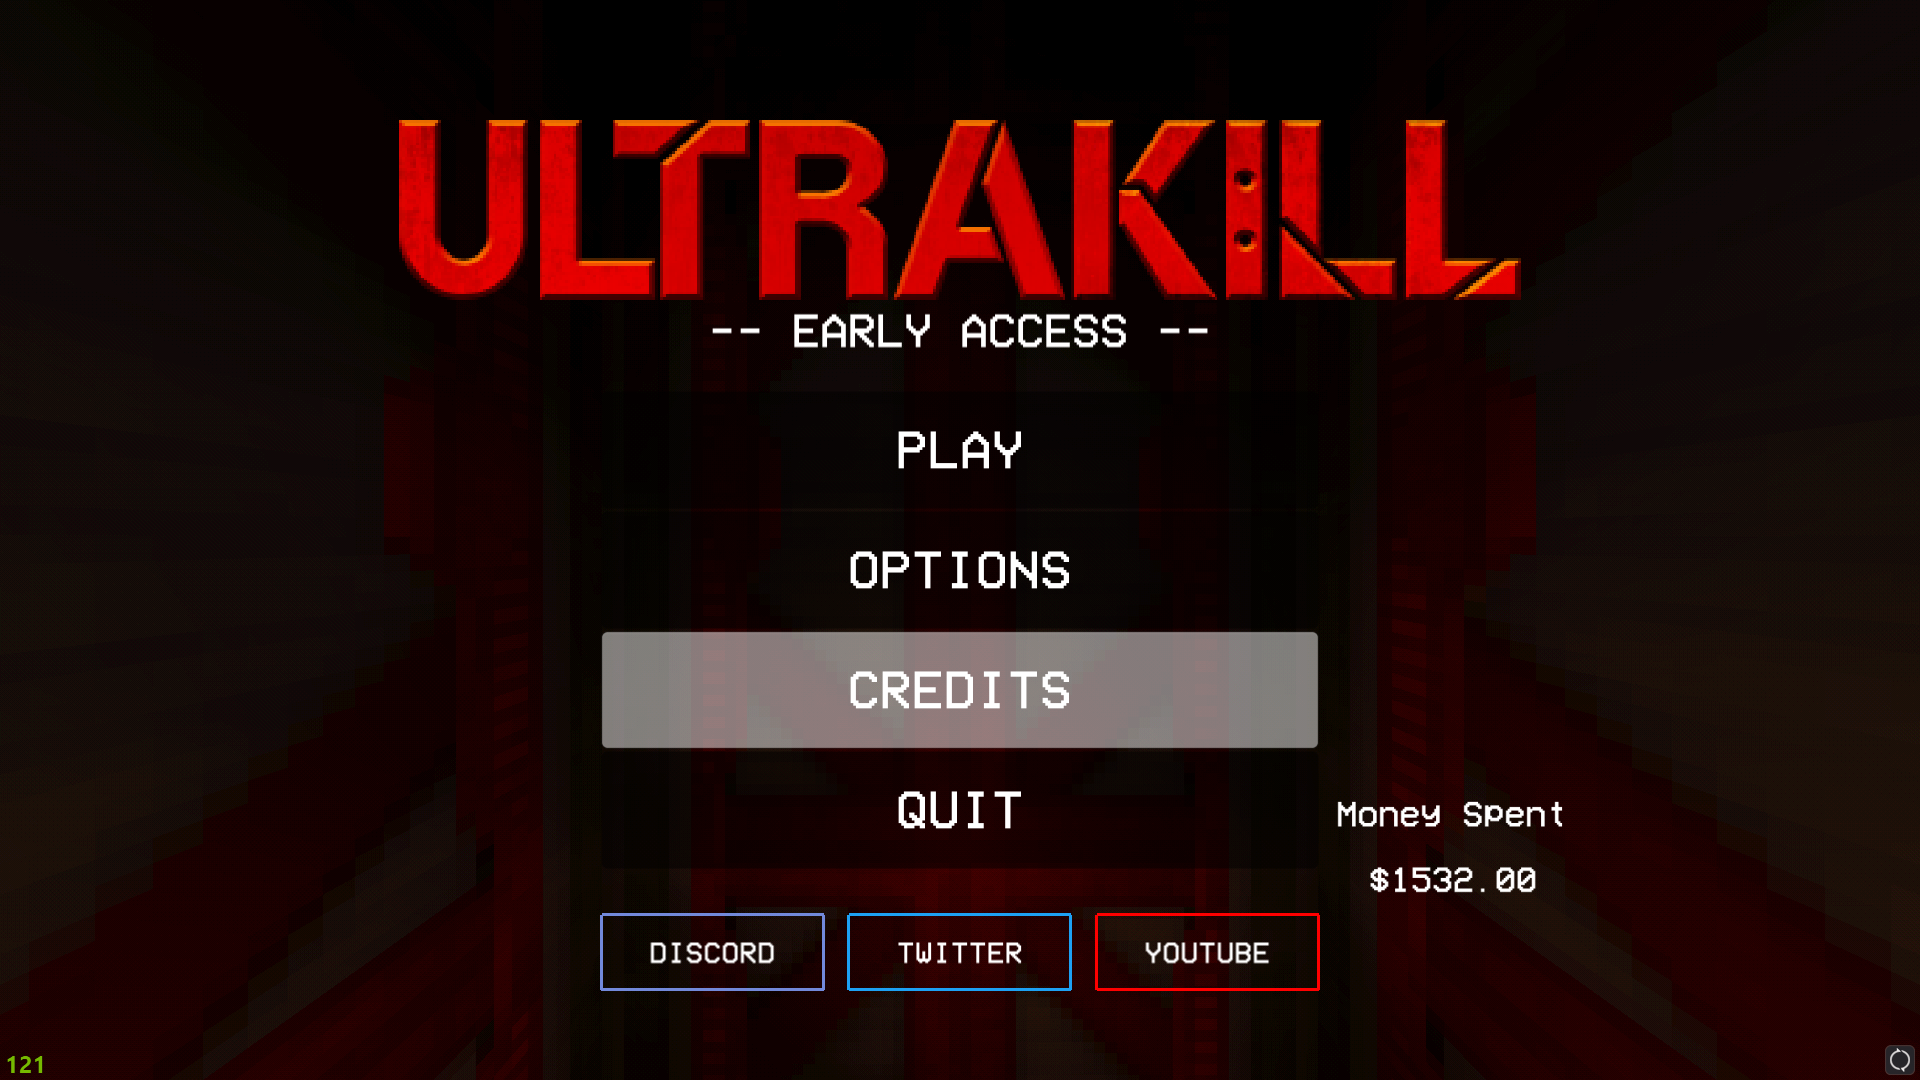 ULTRAKILL
-- EARLY ACCESS --
PLAY
OPTIONS
CREDITS
QUIT
Money Spent
$1532.00
DISCORD
TWITTER
YOUTUBE
121